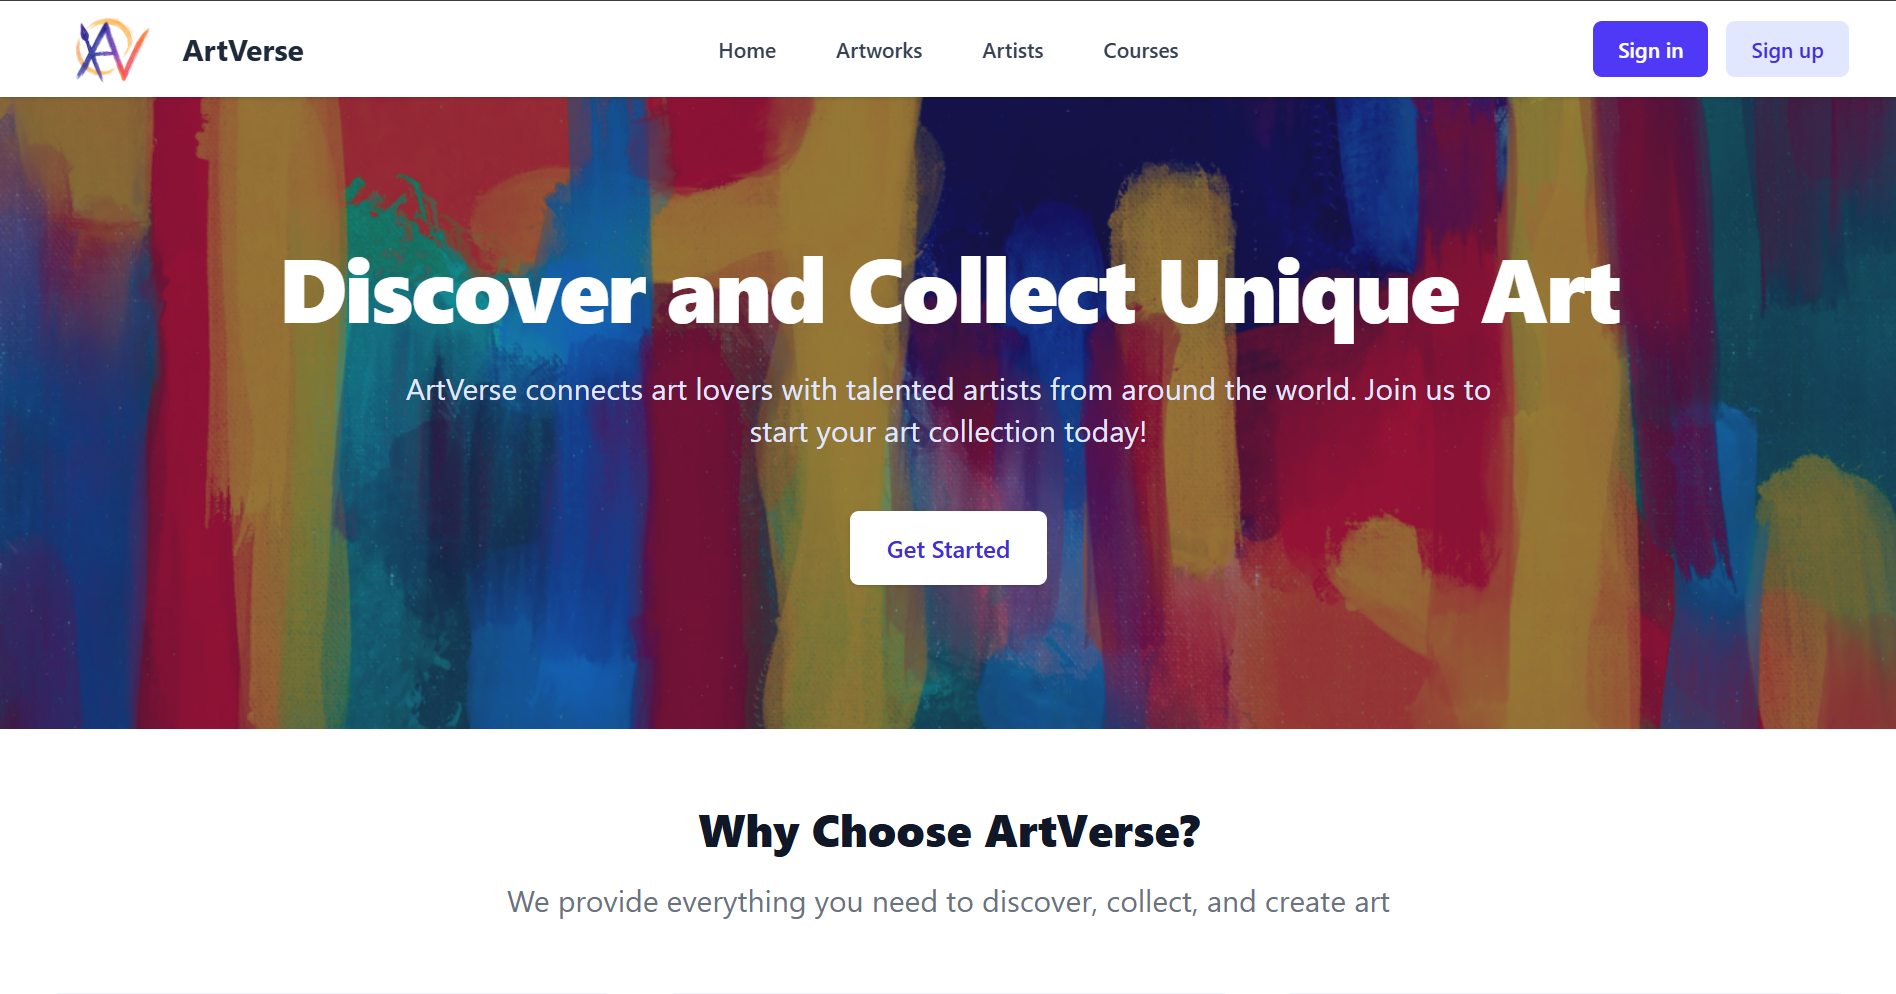 AV
ArtVerse
Home
Artworks
Artists
Courses
Sign in
Sign up
Discover and Collect Unique Art
ArtVerse connects art lovers with talented artists from around the world. Join us to
start your art collection today!
Get Started
Why Choose ArtVerse?
We provide everything you need to discover, collect, and create art